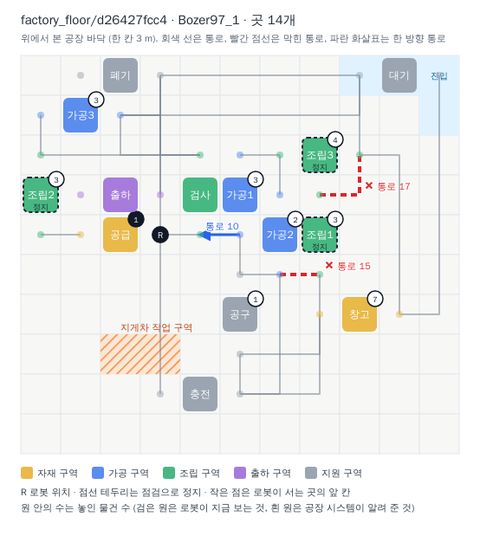 factory_floor/d26427fcc4 · Bozer97_1 · 곳 14개
위에서 본 공장 바닥 (한 칸 3 m). 회색 선은 통로, 빨간 점선은 막힌 통로, 파란 화살표는 한 방향 통로
폐기
대기
진입
가공3
3
조립3
정지
4
통로 17
조립2
정지
3
출하
검사
가공1
3
공급
1
R
통로 10
가공2
2
조립1
정지
3
통로 15
공구
1
창고
7
지게차 작업 구역
충전
자재 구역 가공 구역 조립 구역 출하 구역 지원 구역
R 로봇 위치 · 점선 테두리는 점검으로 정지 · 작은 점은 로봇이 서는 곳의 앞 칸
원 안의 수는 놓인 물건 수 (검은 원은 로봇이 지금 보는 것, 흰 원은 공장 시스템이 알려 준 것)